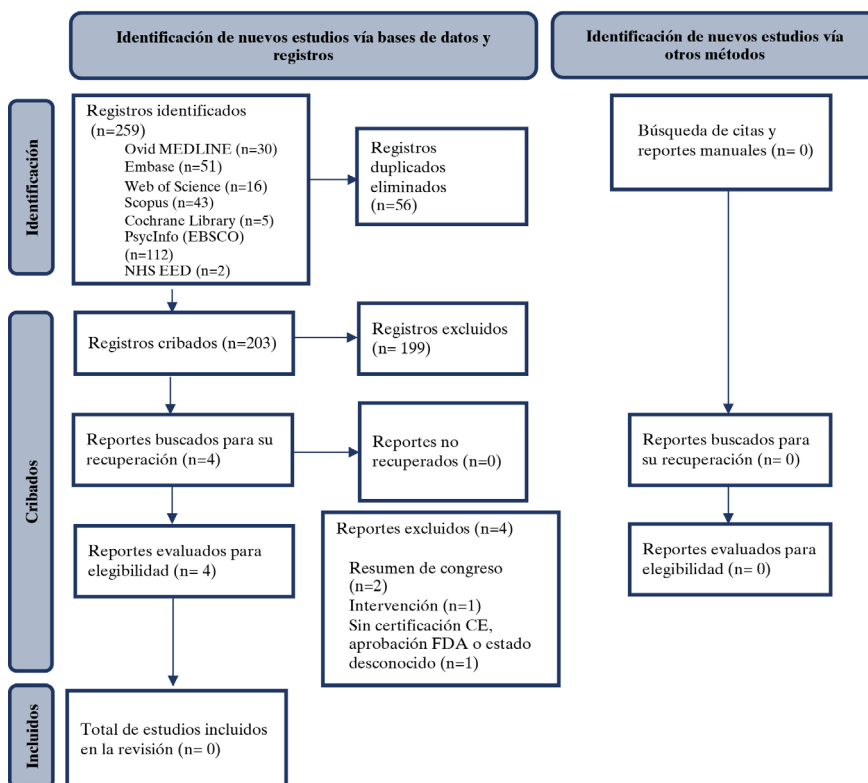 Identificación de nuevos estudios vía bases de datos y
registros
Identificación de nuevos estudios vía
otros métodos
Identificación
Registros identificados
(n=259)
Ovid MEDLINE (n=30)
Embase (n=51)
Web of Science (n=16)
Scopus (n=43)
Cochrane Library (n=5)
PsycInfo (EBSCO)
(n=112)
NHS EED (n=2)
Registros
duplicados
eliminados
(n=56)
Búsqueda de citas y
reportes manuales (n= 0)
Cribados
Registros cribados (n=203)
Registros excluidos
(n= 199)
Reportes buscados para su
recuperación (n=4)
Reportes no
recuperados (n=0)
Reportes buscados para
su recuperación (n= 0)
Reportes evaluados para
elegibilidad (n= 4)
Reportes excluidos (n=4)
Resumen de congreso
(n=2)
Intervención (n=1)
Sin certificación CE,
aprobación FDA o estado
desconocido (n=1)
Reportes evaluados para
elegibilidad (n= 0)
Incluidos
Total de estudios incluidos
en la revisión (n= 0)